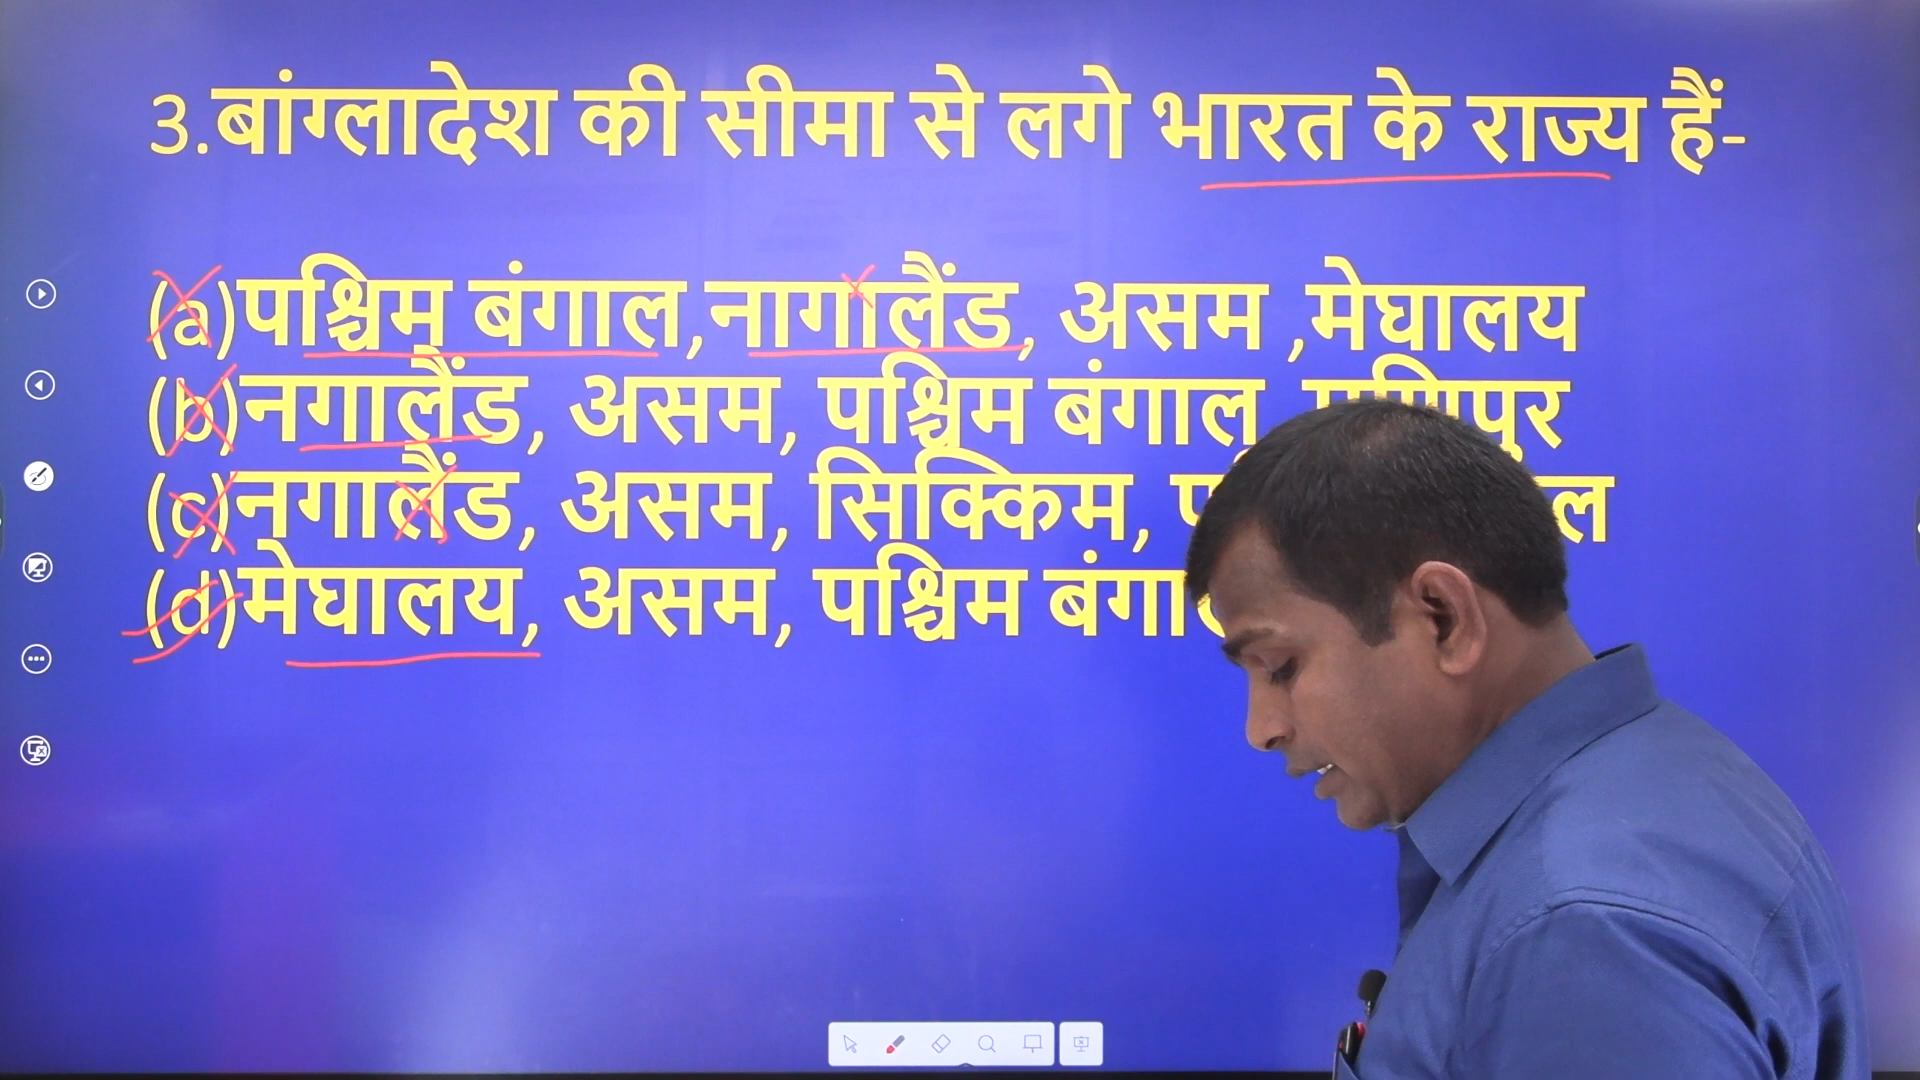 3.बांग्लादेश की सीमा से लगे भारत के राज्य हैं-
(a)पश्चिम बंगाल,नागालैंड, असम ,मेघालय
(b)नगालैंड, असम, पश्चिम बंगाल
(c)नगालैंड, असम, सिक्किम,
(d)मेघालय, असम, पश्चिम